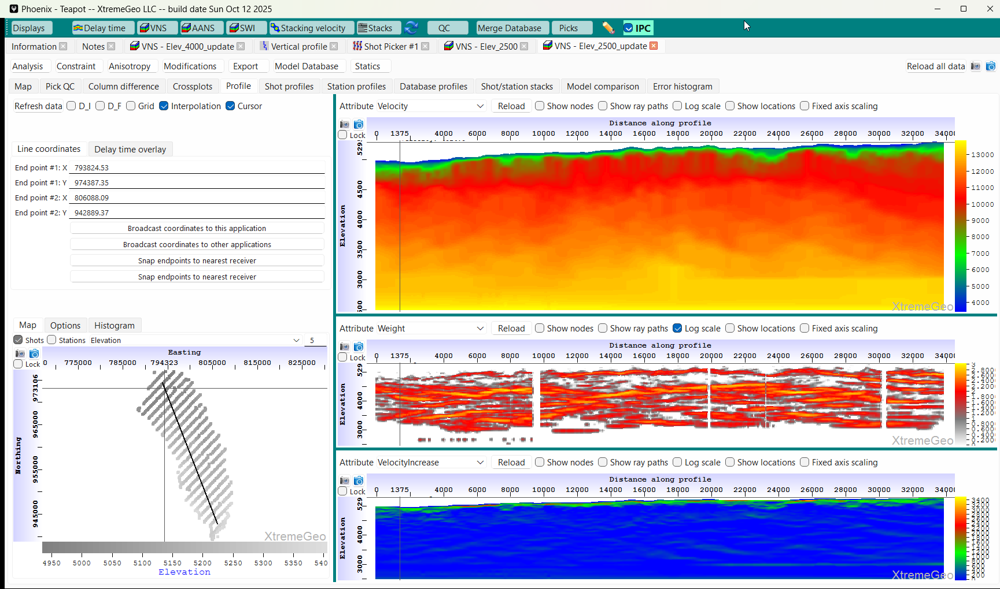 Phoenix - Teapot -- XtremeGeo LLC -- build date Sun Oct 12 2025
Displays Delay time VNS AANS SWI Stacking velocity Stacks QC Merge Database Picks IPC
Information Notes VNS - Elev_4000_update Vertical profile Shot Picker #1 VNS - Elev_2500 VNS - Elev_2500_update
Analysis Constraint Anisotropy Modifications Export Model Database Statics Reload all data
Map Pick QC Column difference Crossplots Profile Shot profiles Station profiles Database profiles Shot/station stacks Model comparison Error histogram
Refresh data D_I D_F Grid Interpolation Cursor
Line coordinates Delay time overlay
End point #1: X 793824.53
End point #1: Y 974387.35
End point #2: X 806088.09
End point #2: Y 942889.37
Broadcast coordinates to this application
Broadcast coordinates to other applications
Snap endpoints to nearest receiver
Snap endpoints to nearest receiver
Map Options Histogram
Shots Stations Elevation 5
Easting
Lock
0 775000 785000 794323 805000 815000 825000
Northing
973106
965000
955000
945000
XtremeGeo
4950 5000 5050 5100 5150 5200 5250 5300 5350 540
Elevation
Attribute Velocity Reload Show nodes Show ray paths Log scale Show locations Fixed axis scaling
Distance along profile
Lock
0 1375 4000 6000 8000 10000 12000 14000 16000 18000 20000 22000 24000 26000 28000 30000 32000 3400
Elevation
529
4500
4000
3500
3000
500
13000
12000
11000
10000
9000
8000
7000
6000
5000
4000
XtremeGeo
Attribute Weight Reload Show nodes Show ray paths Log scale Show locations Fixed axis scaling
Distance along profile
Lock
0 1375 4000 6000 8000 10000 12000 14000 16000 18000 20000 22000 24000 26000 28000 30000 32000 3400
Elevation
529
4000
3000
3
2.8000
2.6000
2.4000
2.2000
1.8000
1.6000
1.4000
1.2000
1
0.8000
0.6000
0.4000
0.2000
0
XtremeGeo
Attribute VelocityIncrease Reload Show nodes Show ray paths Log scale Show locations Fixed axis scaling
Distance along profile
Lock
0 1375 4000 6000 8000 10000 12000 14000 16000 18000 20000 22000 24000 26000 28000 30000 32000 3400
Elevation
529
4000
3000
3400
3200
3000
2800
2600
2400
2200
2000
1800
1600
1400
1200
1000
800
600
400
200
0
XtremeGeo